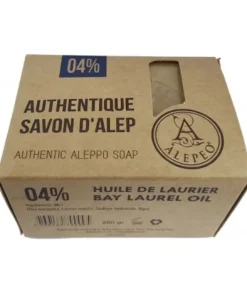 04%
AUTHENTIQUE
SAVON D'ALEP
AUTHENTIC ALEPPO SOAP
A
ALEPEO
04%
HUILE DE LAURIER
BAY LAUREL OIL